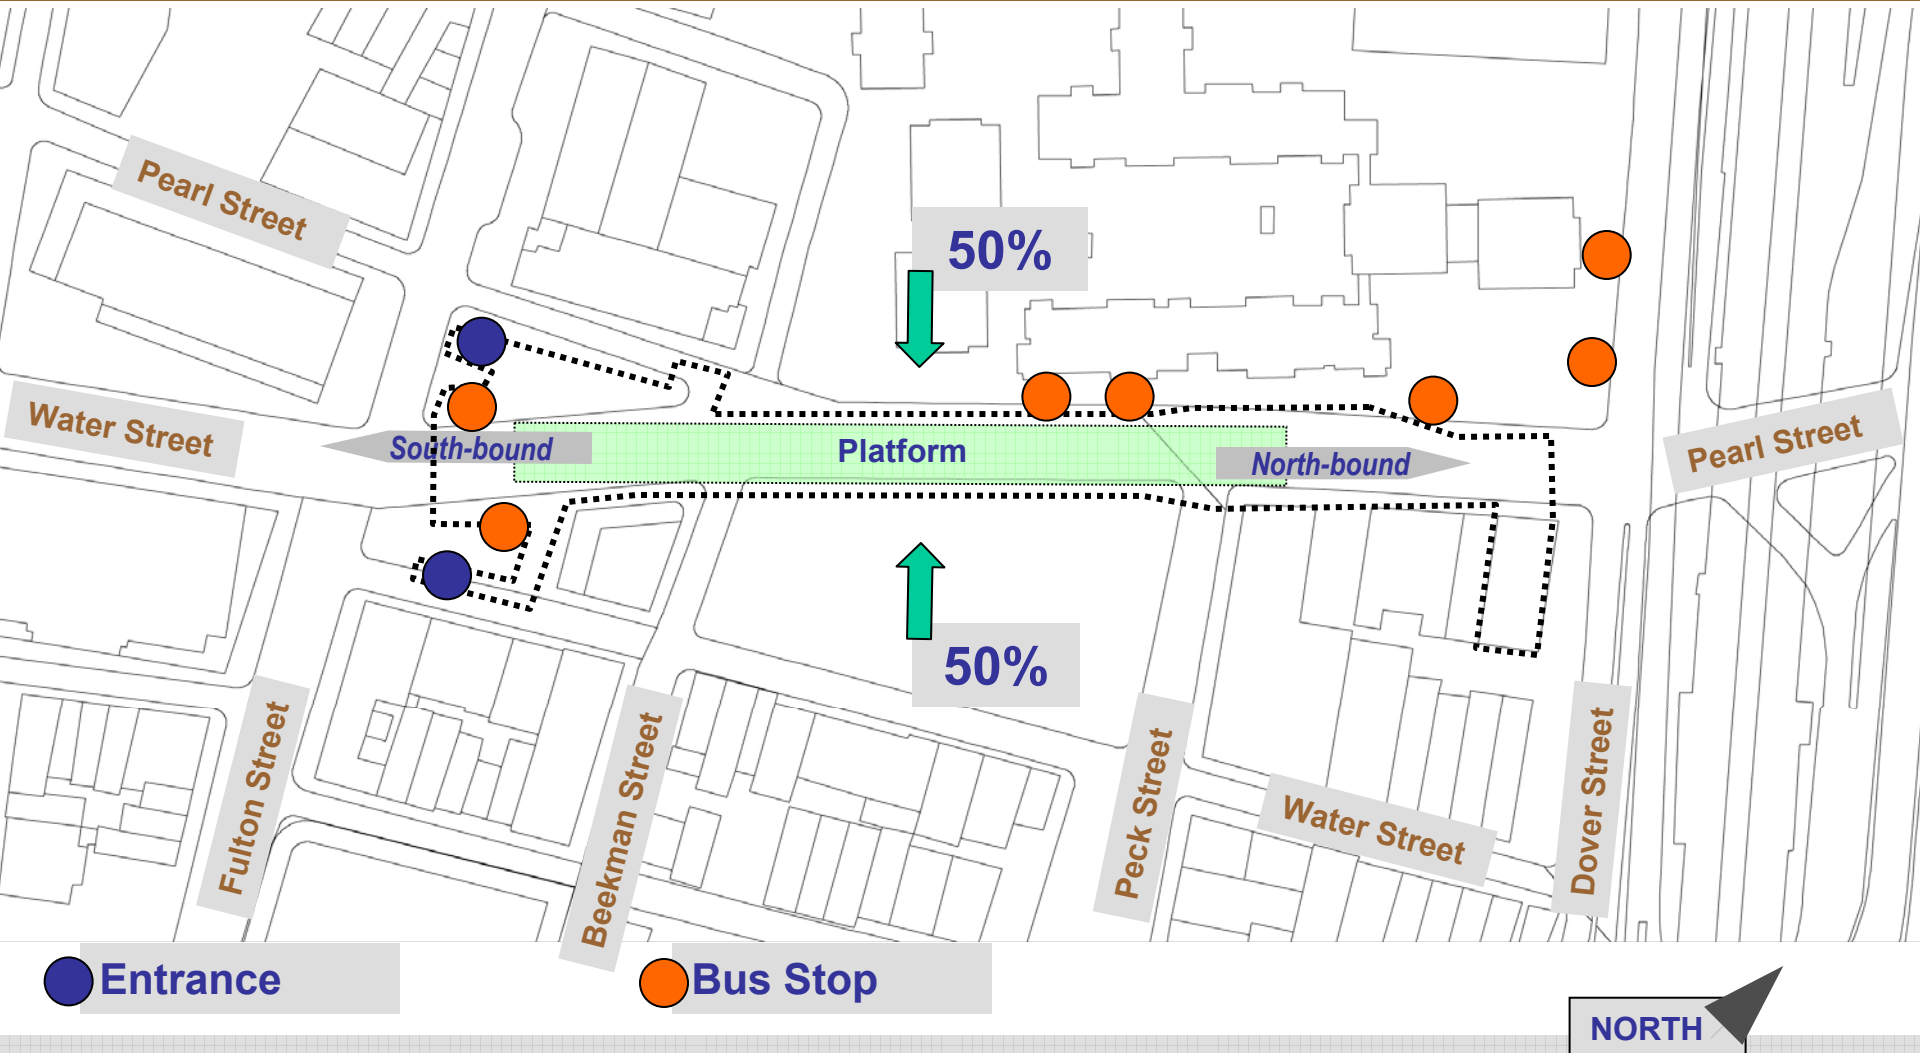 Pearl Street
50%
Water Street
South-bound
Platform
North-bound
Pearl Street
50%
Fulton Street
Beekman Street
Peck Street
Water Street
Dover Street
Entrance
Bus Stop
NORTH